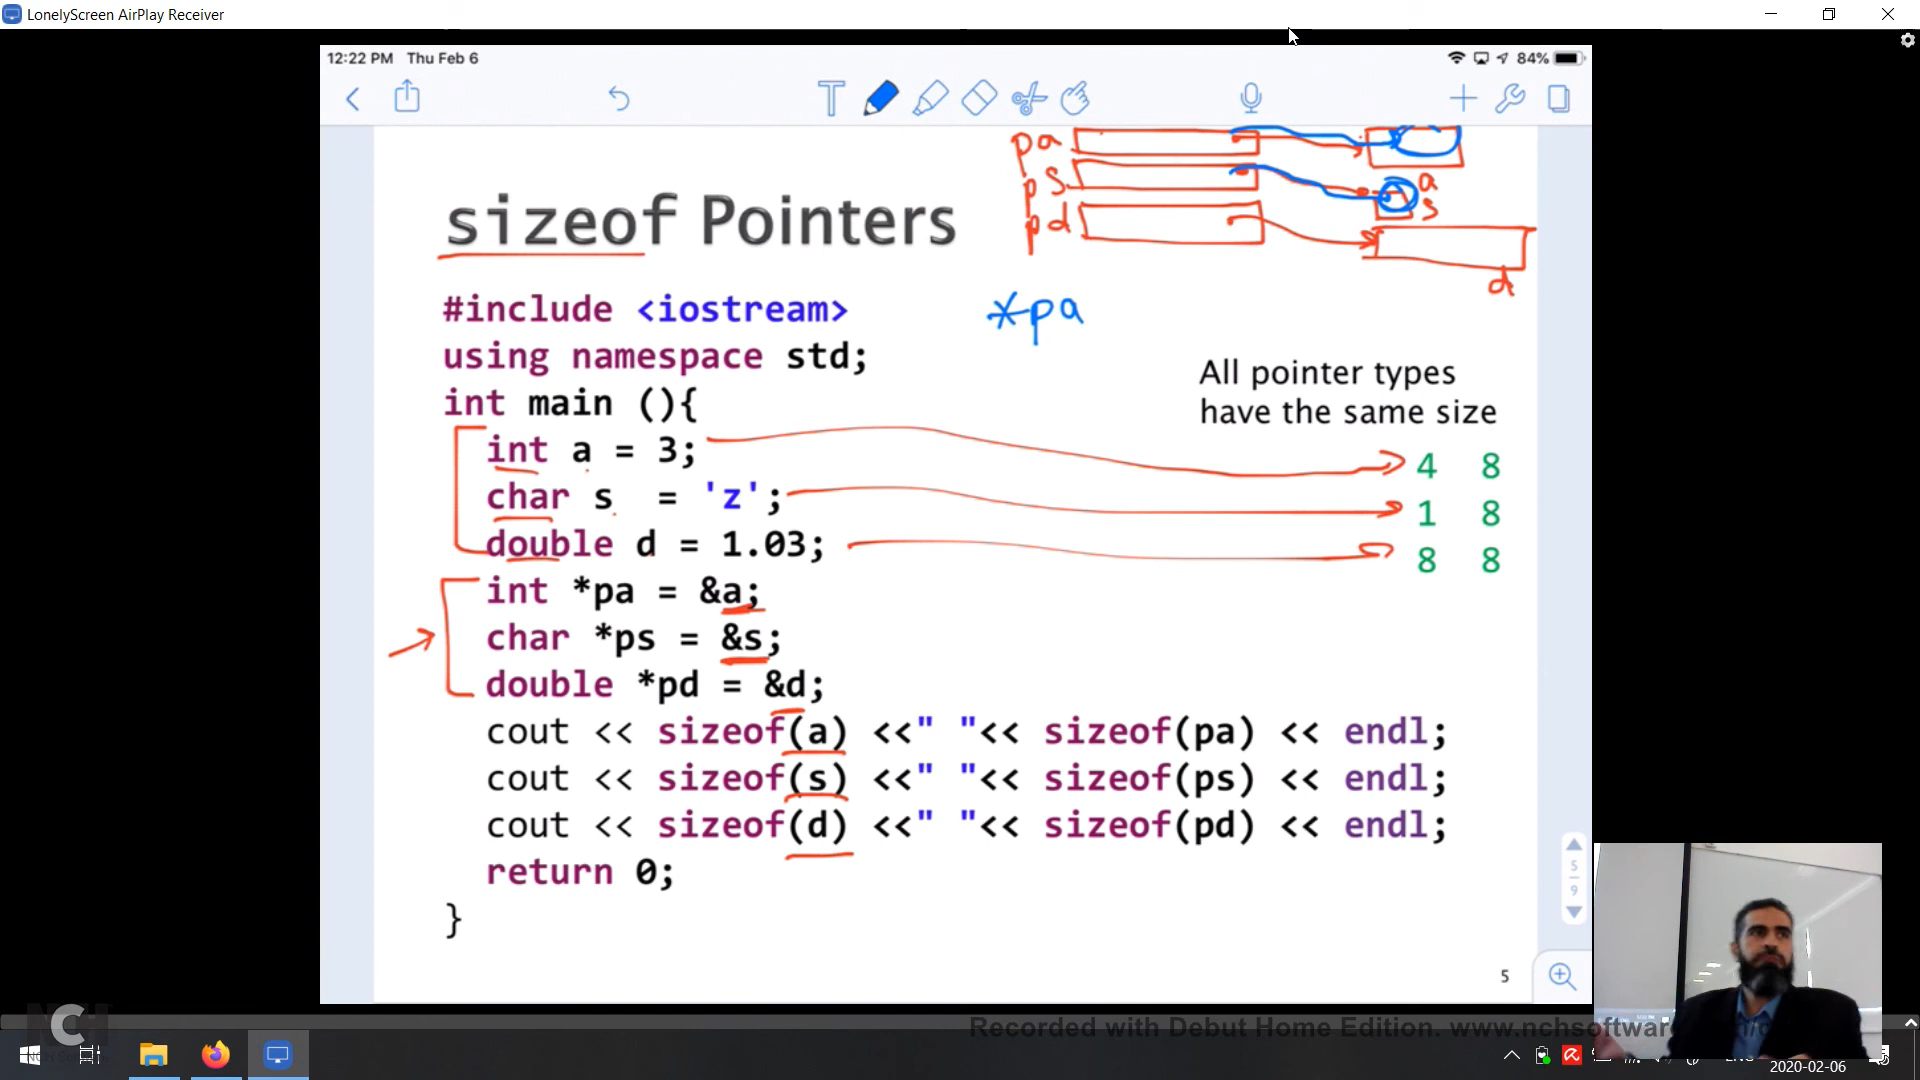 LonelyScreen AirPlay Receiver
12:22 PM Thu Feb 6
84%
T
pa
ps
a
s
pd
d
sizeof Pointers
#include <iostream>
*pa
using namespace std;
All pointer types
have the same size
int main (){
int a = 3;
4 8
char s = 'z';
1 8
double d = 1.03;
8 8
int *pa = &a;
char *ps = &s;
double *pd = &d;
cout << sizeof(a) <<" "<< sizeof(pa) << endl;
cout << sizeof(s) <<" "<< sizeof(ps) << endl;
cout << sizeof(d) <<" "<< sizeof(pd) << endl;
return 0;
}
5
9
5
Recorded with Debut Home Edition. www.nchsoftwar
2020-02-06